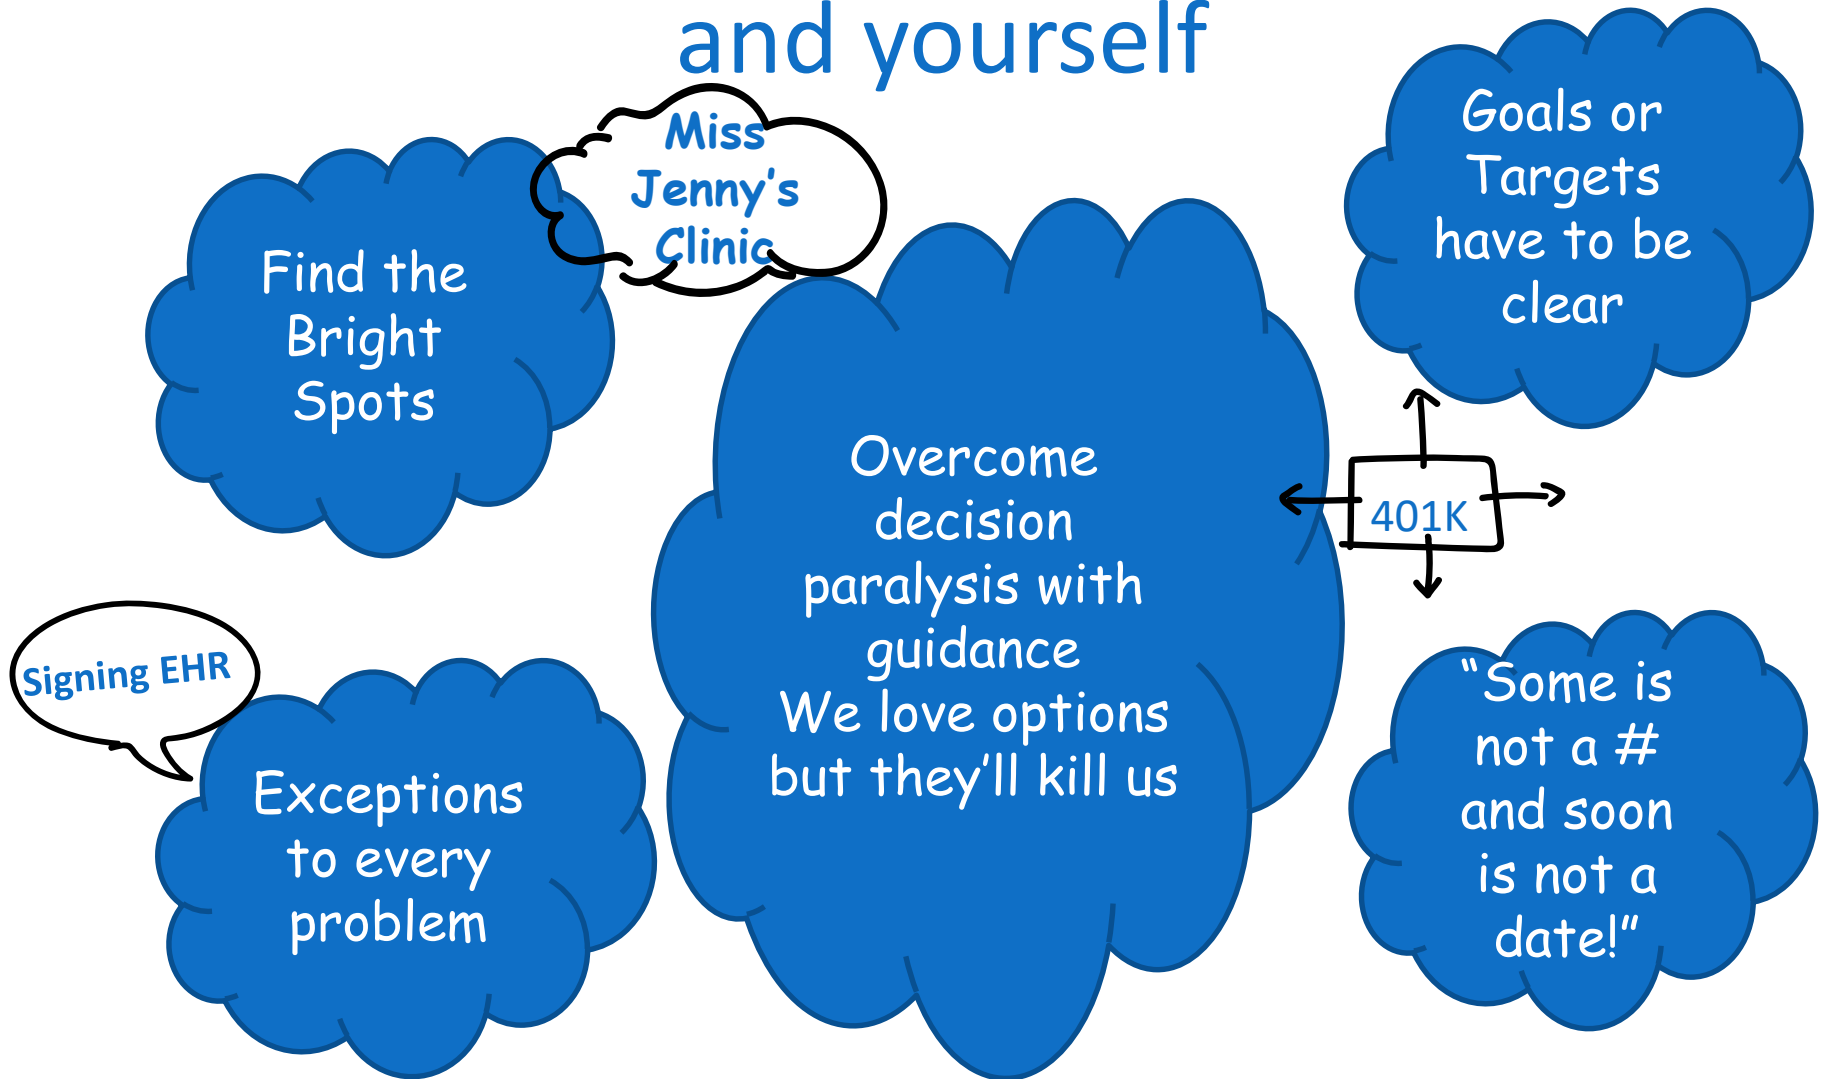 and yourself
Miss
Jenny's
Clinic
Find the
Bright
Spots
Goals or
Targets
have to be
clear
Overcome
decision
paralysis with
guidance
We love options
but they'll kill us
401K
Signing EHR
Exceptions
to every
problem
"Some is
not a #
and soon
is not a
date!"